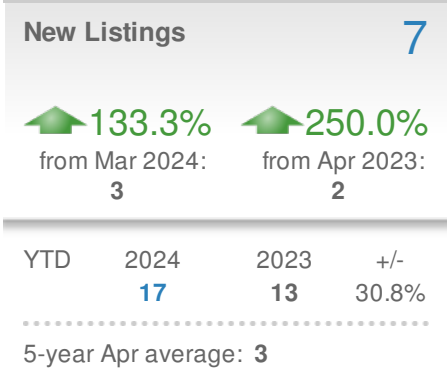 New Listings 7
133.3% 250.0%
from Mar 2024: from Apr 2023:
3 2
YTD 2024 2023 +/-
17 13 30.8%
5-year Apr average: 3